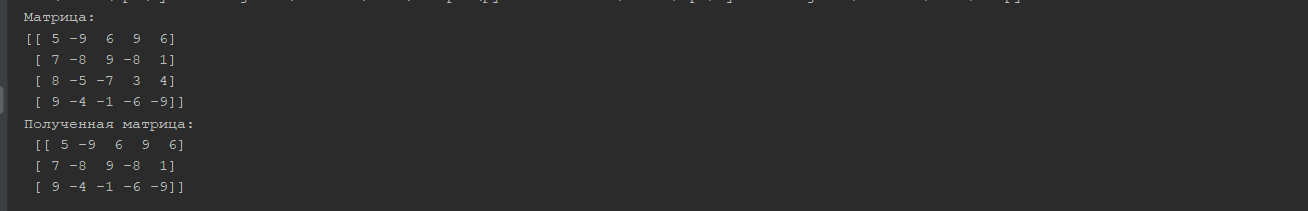 Матрица:
[[ 5 -9  6  9  6]
 [ 7 -8  9 -8  1]
 [ 8 -5 -7  3  4]
 [ 9 -4 -1 -6 -9]]
Полученная матрица:
 [[ 5 -9  6  9  6]
 [ 7 -8  9 -8  1]
 [ 9 -4 -1 -6 -9]]